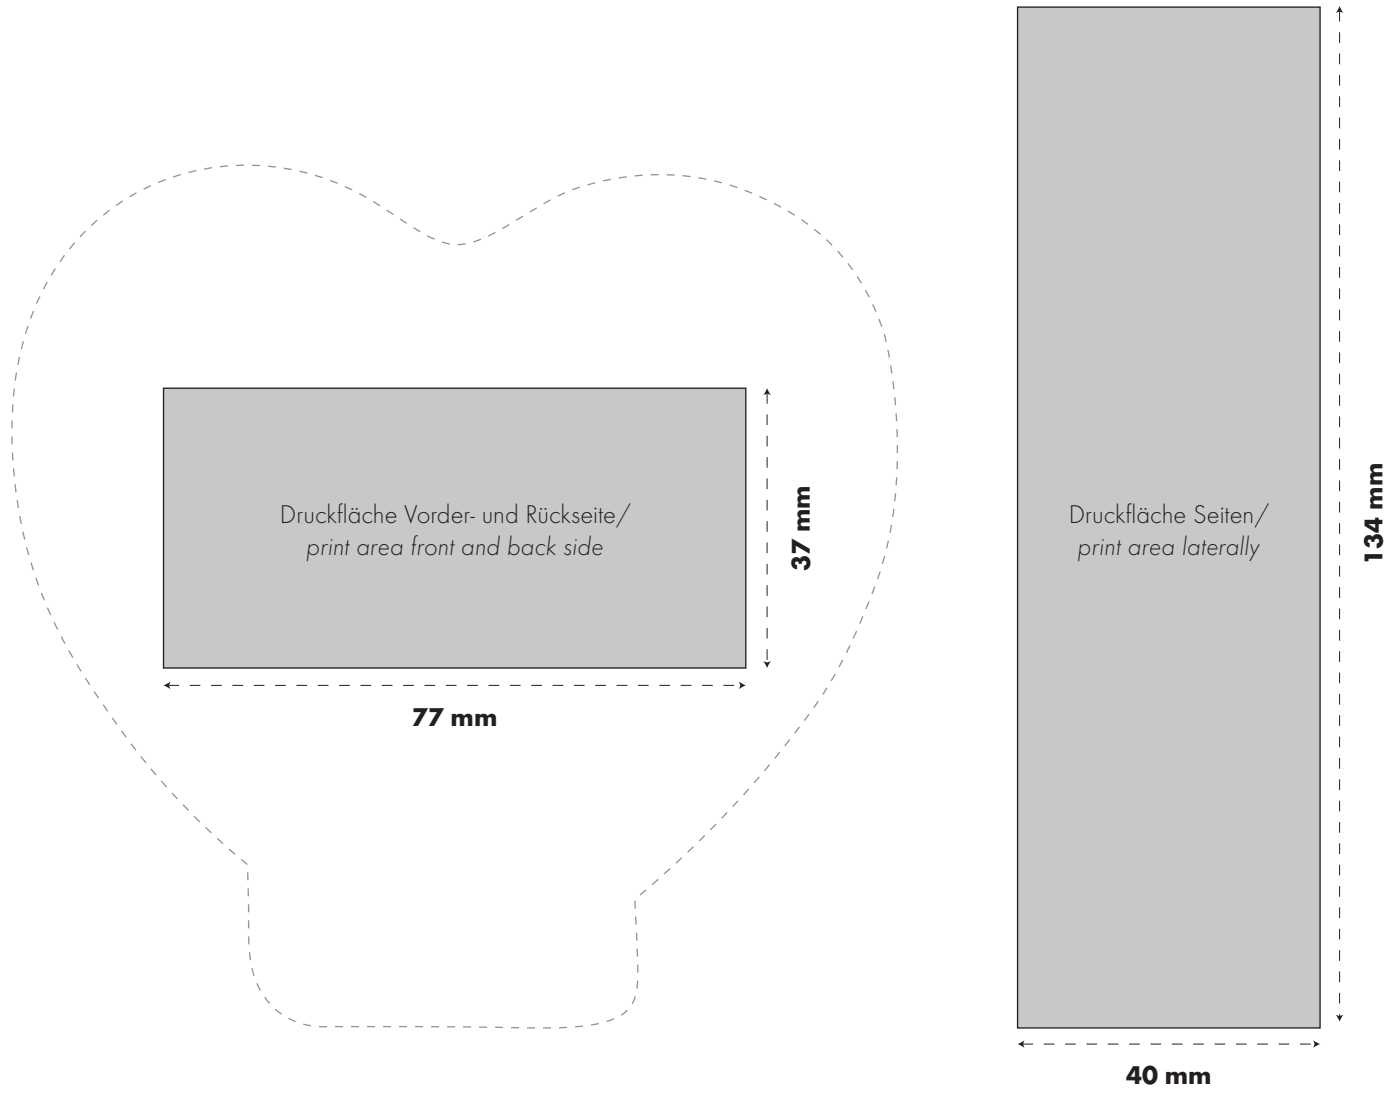 Druckfläche Vorder- und Rückseite/
print area front and back side
37 mm
77 mm
Druckfläche Seiten/
print area laterally
134 mm
40 mm